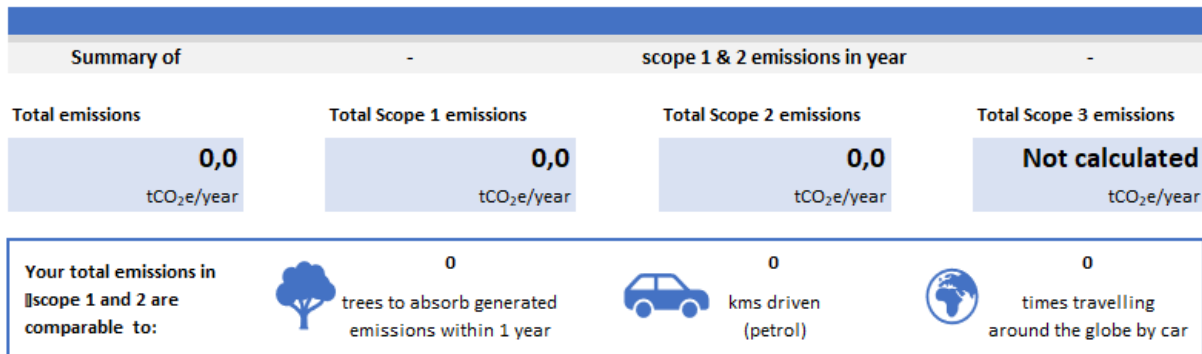 Summary of - scope 1 & 2 emissions in year -
Total emissions Total Scope 1 emissions Total Scope 2 emissions Total Scope 3 emissions
0,0 0,0 0,0 Not calculated
tCO₂e/year tCO₂e/year tCO₂e/year tCO₂e/year
Your total emissions in
scope 1 and 2 are
comparable to:
0
trees to absorb generated
emissions within 1 year
0
kms driven
(petrol)
0
times travelling
around the globe by car